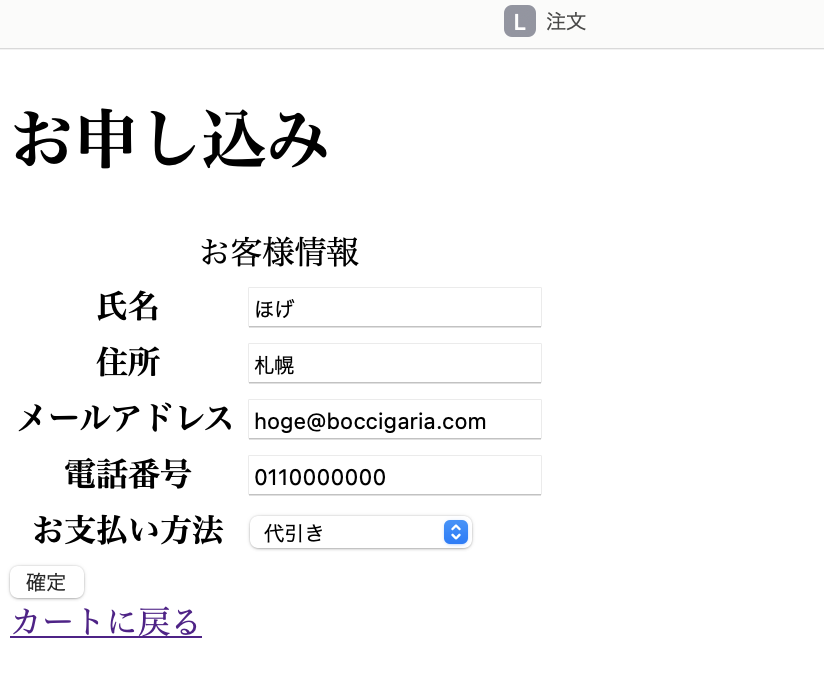 L 注文
お申し込み
お客様情報
氏名 ほげ
住所 札幌
メールアドレス hoge@boccigaria.com
電話番号 0110000000
お支払い方法 代引き
確定
カートに戻る